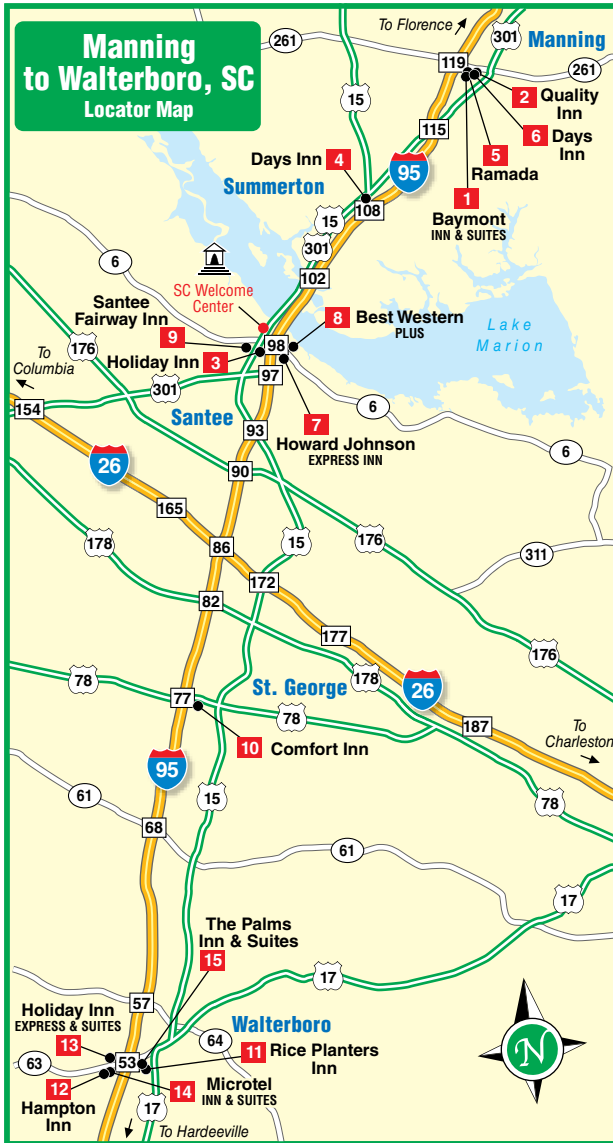 Manning
to Walterboro, SC
Locator Map
To Florence
Manning
261
301
119
261
2 Quality
Inn
6 Days
Inn
5
Ramada
1
Baymont
INN & SUITES
15
115
Days Inn 4
95
Summerton
108
15
301
102
6
SC Welcome
Center
Santee
Fairway Inn
9
8 Best Western
PLUS
Lake
Marion
98
Holiday Inn 3
176
To
Columbia
97
301
154
Santee
7
Howard Johnson
EXPRESS INN
6
93
6
26
90
165
15
176
178
86
311
172
82
177
176
78
St. George
178
26
77
78
187
To
Charleston
10 Comfort Inn
95
15
61
78
68
61
17
The Palms
Inn & Suites
15
17
57
Holiday Inn
EXPRESS & SUITES
13
Walterboro
64
63
53
11 Rice Planters
Inn
12
Hampton
Inn
14 Microtel
INN & SUITES
17
To Hardeeville
N